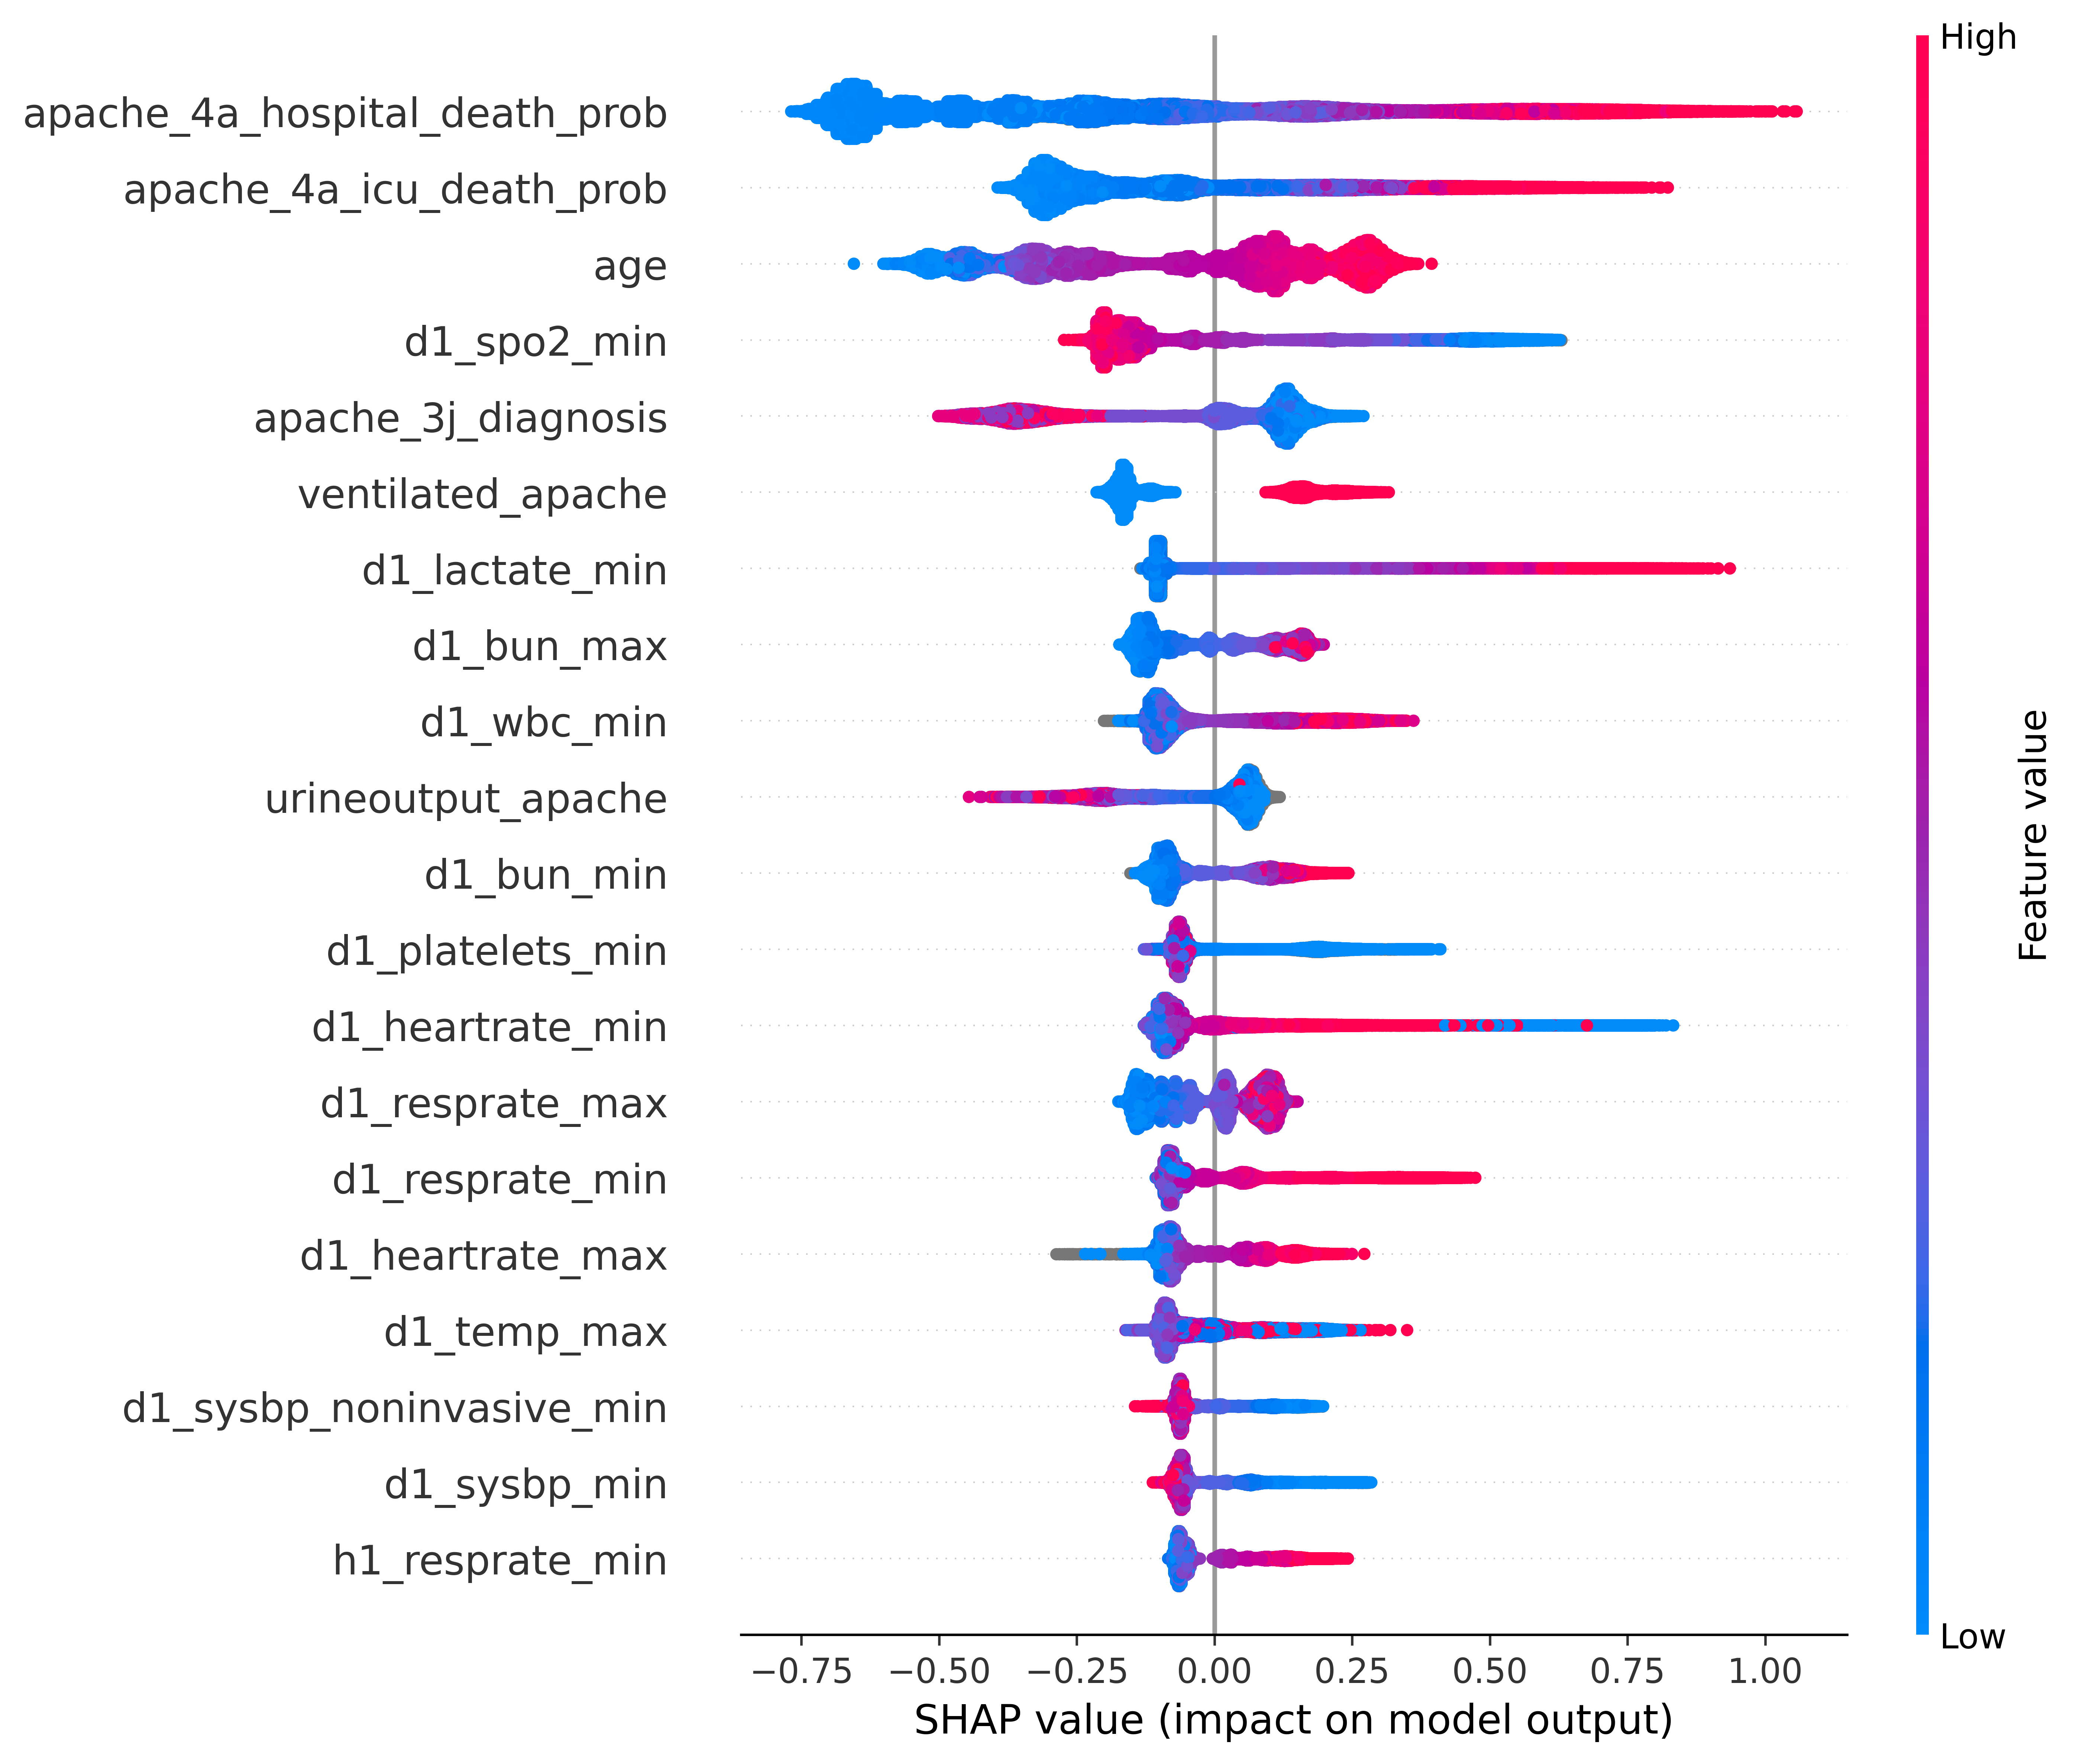 High
apache_4a_hospital_death_prob
apache_4a_icu_death_prob
age
d1_spo2_min
apache_3j_diagnosis
ventilated_apache
d1_lactate_min
d1_bun_max
d1_wbc_min
urineoutput_apache
d1_bun_min
d1_platelets_min
d1_heartrate_min
d1_resprate_max
d1_resprate_min
d1_heartrate_max
d1_temp_max
d1_sysbp_noninvasive_min
d1_sysbp_min
h1_resprate_min
Feature value
Low
−0.75 −0.50 −0.25 0.00 0.25 0.50 0.75 1.00
SHAP value (impact on model output)